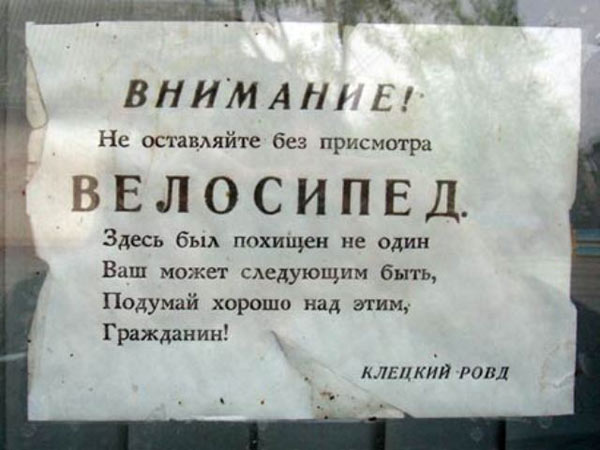 ВНИМАНИЕ!
Не оставляйте без присмотра
ВЕЛОСИПЕД.
Здесь был похищен не один
Ваш может следующим быть,
Подумай хорошо над этим,
Гражданин!
КЛЕЦКИЙ РОВД